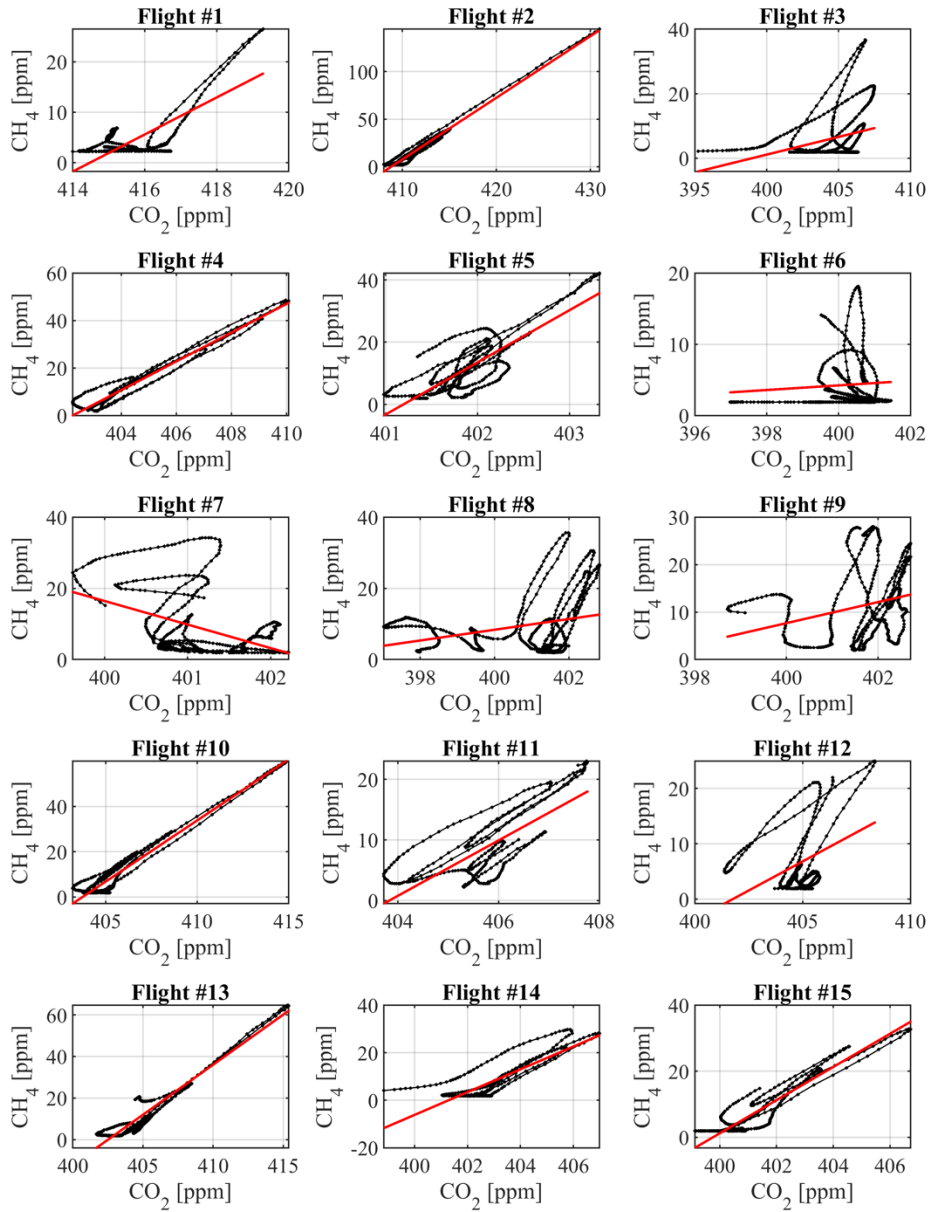 Flight #1 Flight #2 Flight #3
CH₄ [ppm] 0 10 20
CH₄ [ppm] 0 50 100
CH₄ [ppm] 0 20 40
414 416 418 420 410 420 430 395 400 405 410
CO₂ [ppm] CO₂ [ppm] CO₂ [ppm]
Flight #4 Flight #5 Flight #6
CH₄ [ppm] 0 20 40 60
CH₄ [ppm] 0 20 40
CH₄ [ppm] 0 10 20
404 406 408 410 401 402 403 396 398 400 402
CO₂ [ppm] CO₂ [ppm] CO₂ [ppm]
Flight #7 Flight #8 Flight #9
CH₄ [ppm] 0 20 40
CH₄ [ppm] 0 20 40
CH₄ [ppm] 0 10 20 30
400 401 402 398 400 402 398 400 402
CO₂ [ppm] CO₂ [ppm] CO₂ [ppm]
Flight #10 Flight #11 Flight #12
CH₄ [ppm] 0 20 40
CH₄ [ppm] 0 10 20
CH₄ [ppm] 0 10 20
405 410 415 404 406 408 400 405 410
CO₂ [ppm] CO₂ [ppm] CO₂ [ppm]
Flight #13 Flight #14 Flight #15
CH₄ [ppm] 0 20 40 60
CH₄ [ppm] -20 0 20 40
CH₄ [ppm] 0 20
400 405 410 415 400 402 404 406 400 402 404 406
CO₂ [ppm] CO₂ [ppm] CO₂ [ppm]